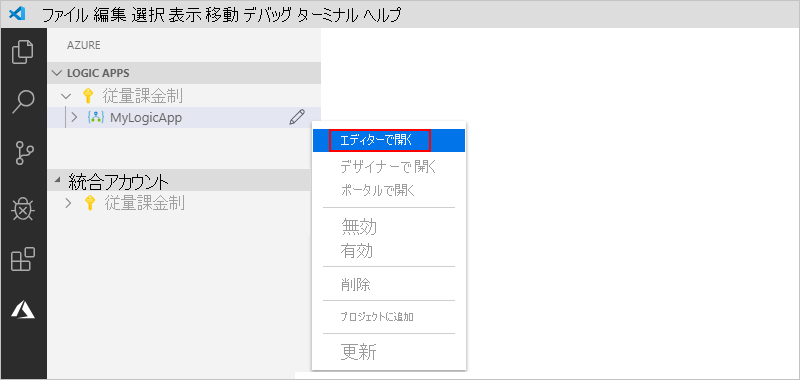 ファイル 編集 選択 表示 移動 デバッグ ターミナル ヘルプ
AZURE
LOGIC APPS
従量課金制
MyLogicApp
エディターで開く
デザイナーで開く
ポータルで開く
無効
有効
削除
プロジェクトに追加
更新
統合アカウント
従量課金制